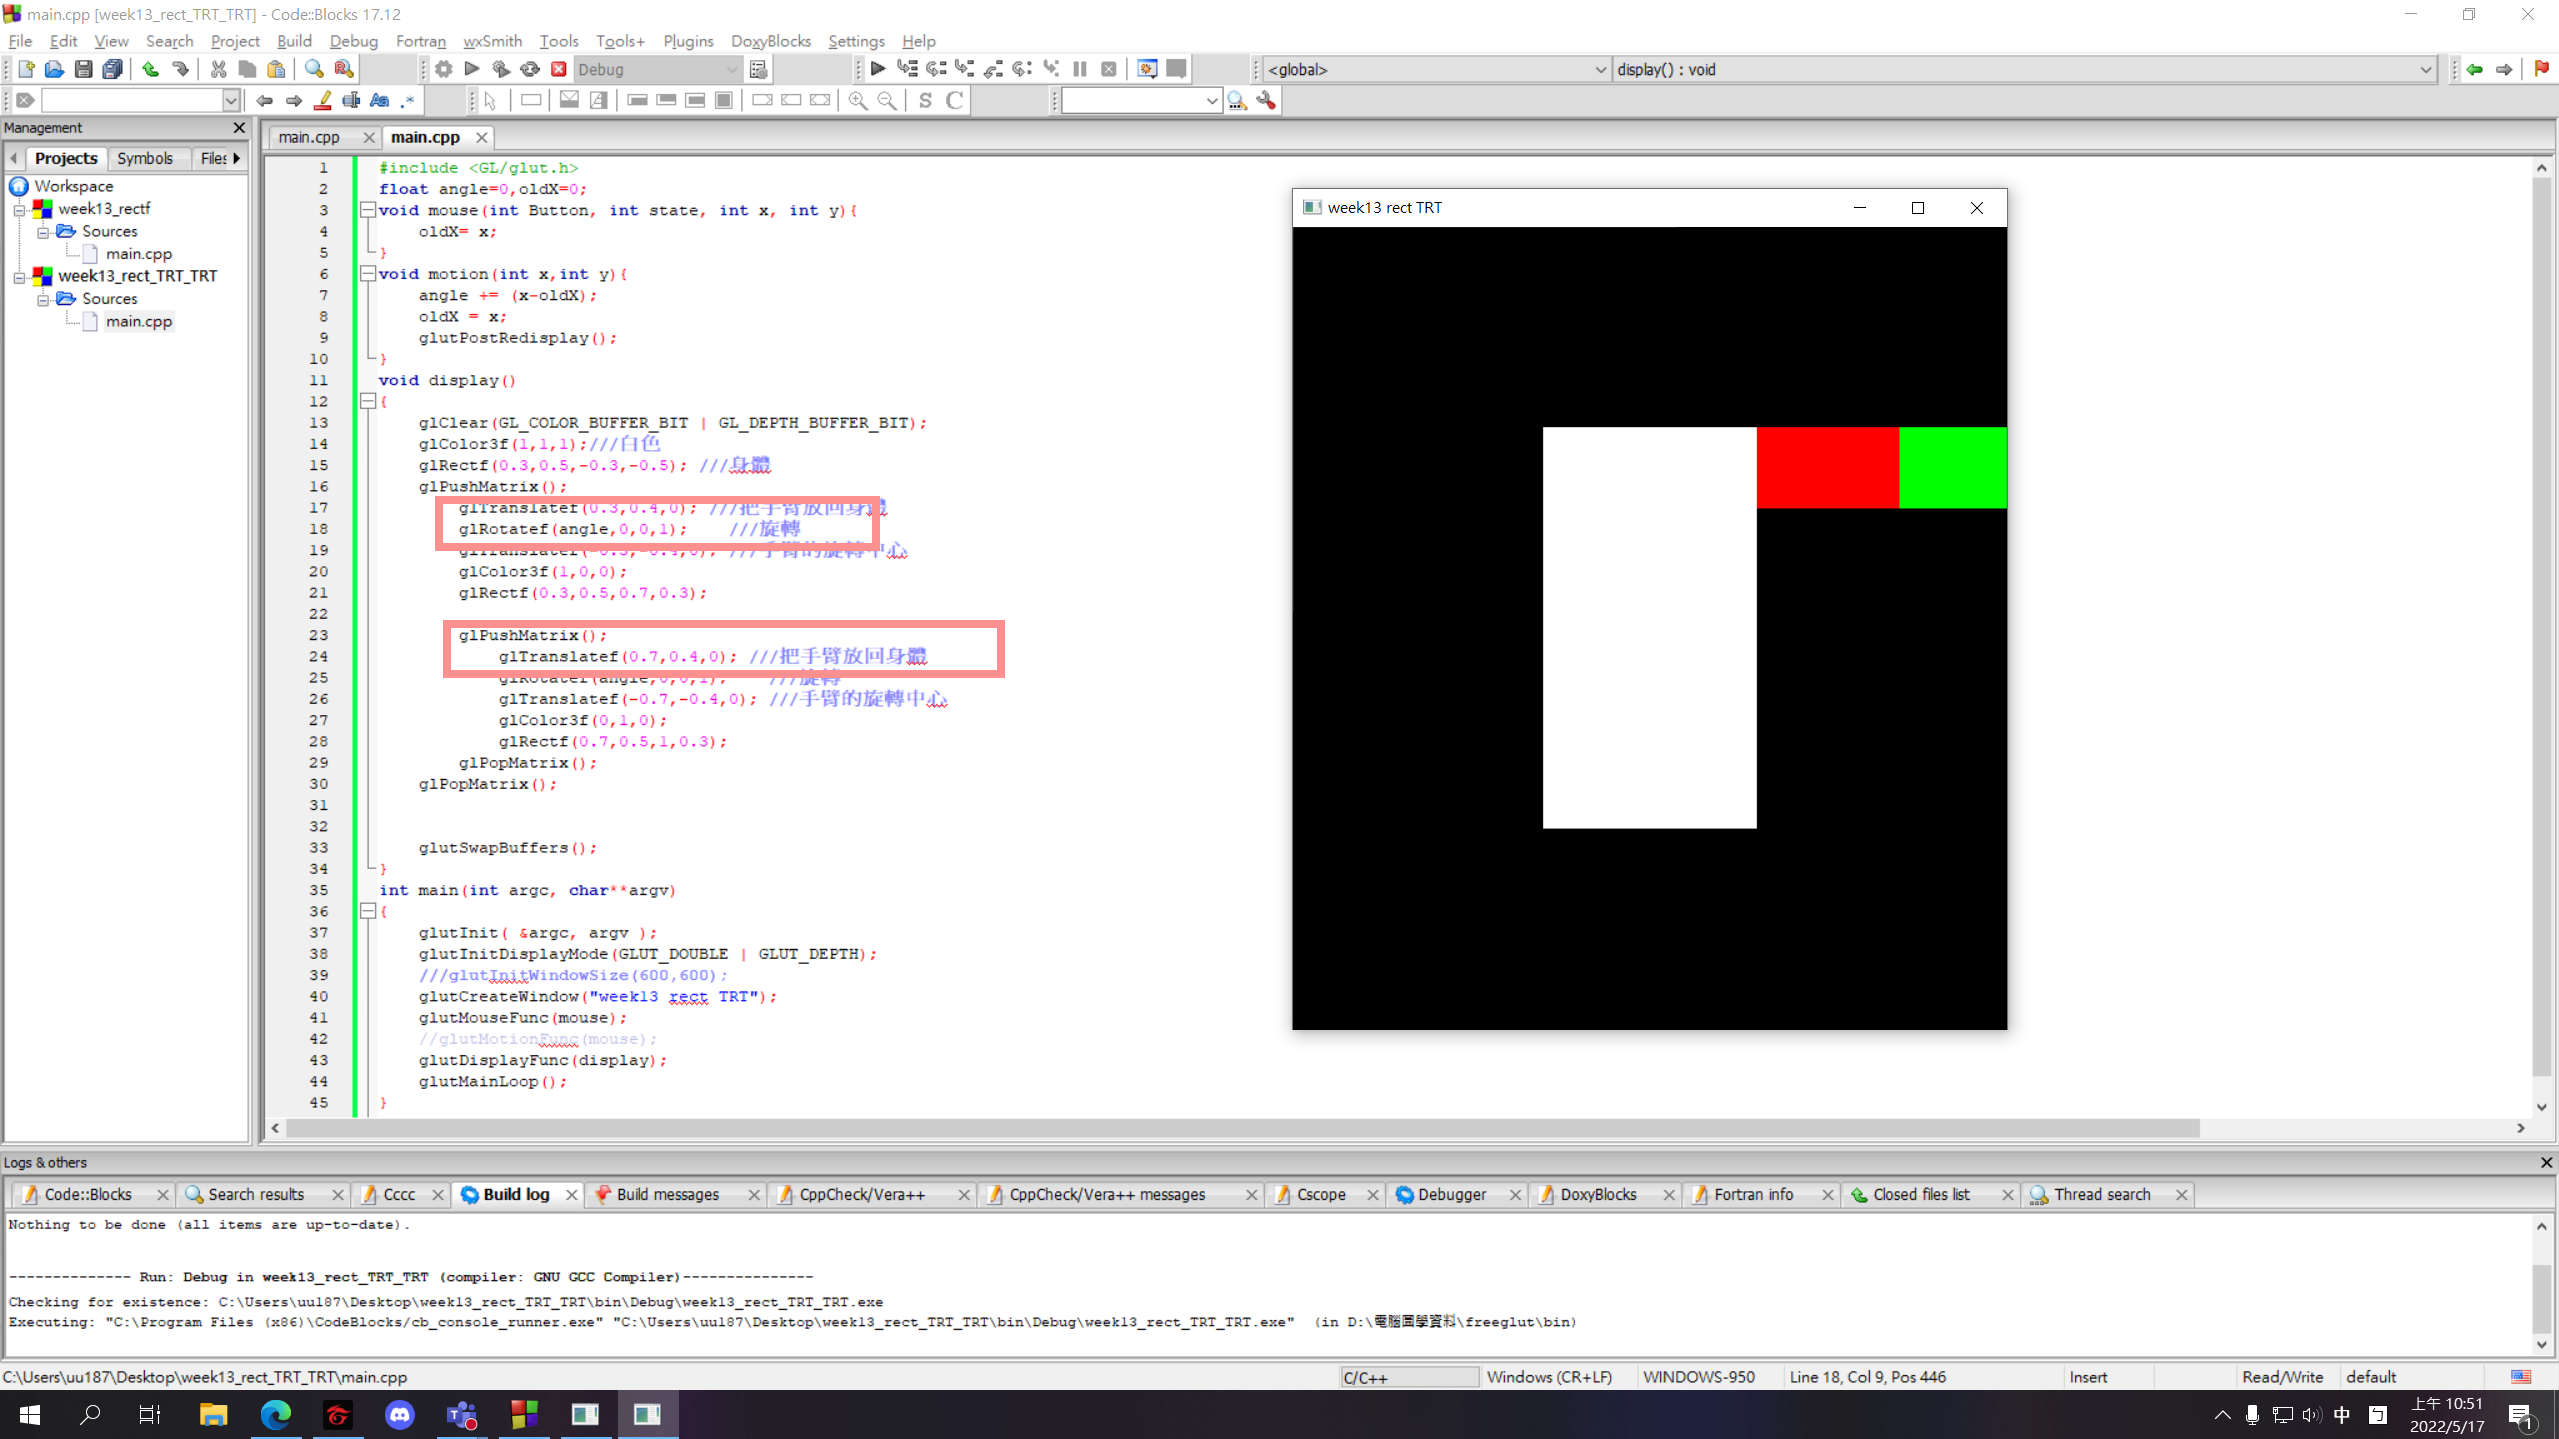 main.cpp [week13_rect_TRT_TRT] - Code::Blocks 17.12
File Edit View Search Project Build Debug Fortran wxSmith Tools Tools+ Plugins DoxyBlocks Settings Help
Debug
<global>
display() : void
Management
Projects Symbols Files
Workspace
week13_rectf
Sources
main.cpp
week13_rect_TRT_TRT
Sources
main.cpp
main.cpp main.cpp
1 #include <GL/glut.h>
2 float angle=0,oldX=0;
3 void mouse(int Button, int state, int x, int y){
4 oldX= x;
5 }
6 void motion(int x,int y){
7 angle += (x-oldX);
8 oldX = x;
9 glutPostRedisplay();
10 }
11 void display()
12 {
13 glClear(GL_COLOR_BUFFER_BIT | GL_DEPTH_BUFFER_BIT);
14 glColor3f(1,1,1);///白色
15 glRectf(0.3,0.5,-0.3,-0.5); ///身體
16 glPushMatrix();
17 glTranslatef(0.3,0.4,0); ///把手臂放回身體
18 glRotatef(angle,0,0,1); ///旋轉
19 glTranslatef(-0.3,-0.4,0); ///手臂的旋轉中心
20 glColor3f(1,0,0);
21 glRectf(0.3,0.5,0.7,0.3);
22
23 glPushMatrix();
24 glTranslatef(0.7,0.4,0); ///把手臂放回身體
25 glRotatef(angle,0,0,1); ///旋轉
26 glTranslatef(-0.7,-0.4,0); ///手臂的旋轉中心
27 glColor3f(0,1,0);
28 glRectf(0.7,0.5,1,0.3);
29 glPopMatrix();
30 glPopMatrix();
31
32
33 glutSwapBuffers();
34 }
35 int main(int argc, char**argv)
36 {
37 glutInit( &argc, argv );
38 glutInitDisplayMode(GLUT_DOUBLE | GLUT_DEPTH);
39 ///glutInitWindowSize(600,600);
40 glutCreateWindow("week13 rect TRT");
41 glutMouseFunc(mouse);
42 //glutMotionFunc(mouse);
43 glutDisplayFunc(display);
44 glutMainLoop();
45 }
week13 rect TRT
Logs & others
Code::Blocks Search results Cccc Build log Build messages CppCheck/Vera++ CppCheck/Vera++ messages Cscope Debugger DoxyBlocks Fortran info Closed files list Thread search
Nothing to be done (all items are up-to-date).
-------------- Run: Debug in week13_rect_TRT_TRT (compiler: GNU GCC Compiler)---------------
Checking for existence: C:\Users\uu187\Desktop\week13_rect_TRT_TRT\bin\Debug\week13_rect_TRT_TRT.exe
Executing: "C:\Program Files (x86)\CodeBlocks/cb_console_runner.exe" "C:\Users\uu187\Desktop\week13_rect_TRT_TRT\bin\Debug\week13_rect_TRT_TRT.exe" (in D:\電腦圖學資料\freeglut\bin)
C:\Users\uu187\Desktop\week13_rect_TRT_TRT\main.cpp C/C++ Windows (CR+LF) WINDOWS-950 Line 18, Col 9, Pos 446 Insert Read/Write default
中 ㄅ
上午 10:51
2022/5/17
1